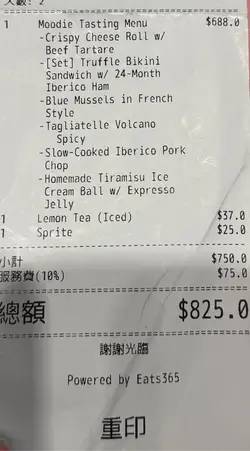 人數: 2
1 Moodie Tasting Menu $688.0
-Crispy Cheese Roll w/
Beef Tartare
-[Set] Truffle Bikini
Sandwich w/ 24-Month
Iberico Ham
-Blue Mussels in French
Style
-Tagliatelle Volcano
Spicy
-Slow-Cooked Iberico Pork
Chop
-Homemade Tiramisu Ice
Cream Ball w/ Expresso
Jelly
1 Lemon Tea (Iced) $37.0
1 Sprite $25.0
小計 $750.0
服務費(10%) $75.0
總額 $825.0
謝謝光臨
Powered by Eats365
重印